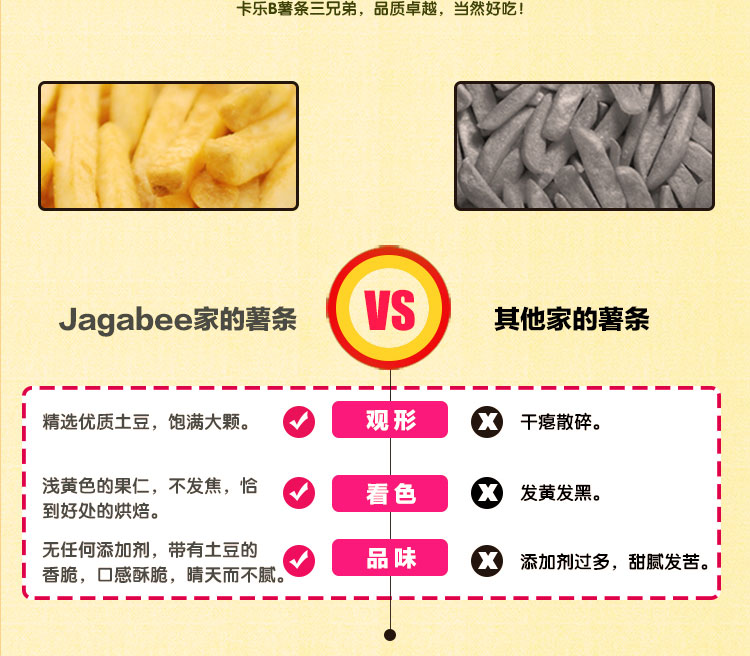 卡乐B薯条三兄弟，品质卓越，当然好吃！
Jagabee家的薯条
VS
其他家的薯条
精选优质土豆，饱满大颗。
观形
干瘪散碎。
浅黄色的果仁，不发焦，恰
到好处的烘焙。
看色
发黄发黑。
无任何添加剂，带有土豆的
香脆，口感酥脆，晴天而不腻。
品味
添加剂过多，甜腻发苦。